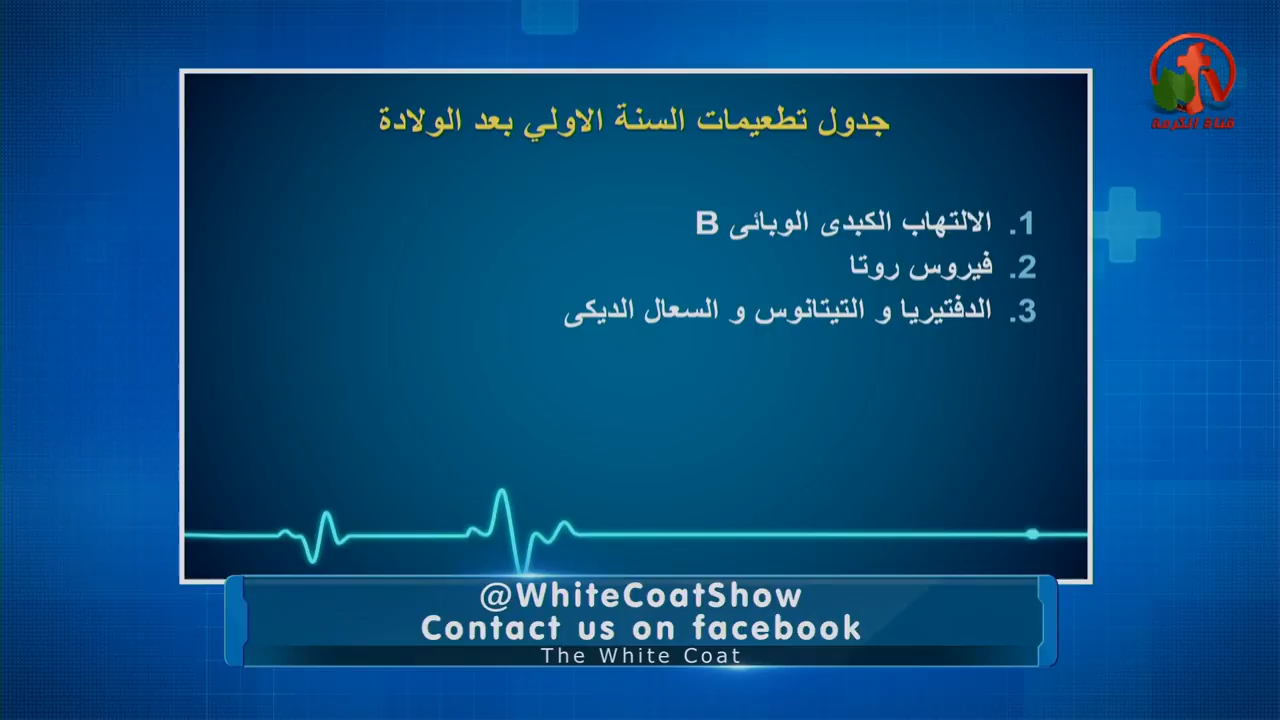 قناة الكرمة
جدول تطعيمات السنة الاولي بعد الولادة
1. الالتهاب الكبدى الوبائى B
2. فيروس روتا
3. الدفتيريا و التيتانوس و السعال الديكى
@WhiteCoatShow
Contact us on facebook
The White Coat